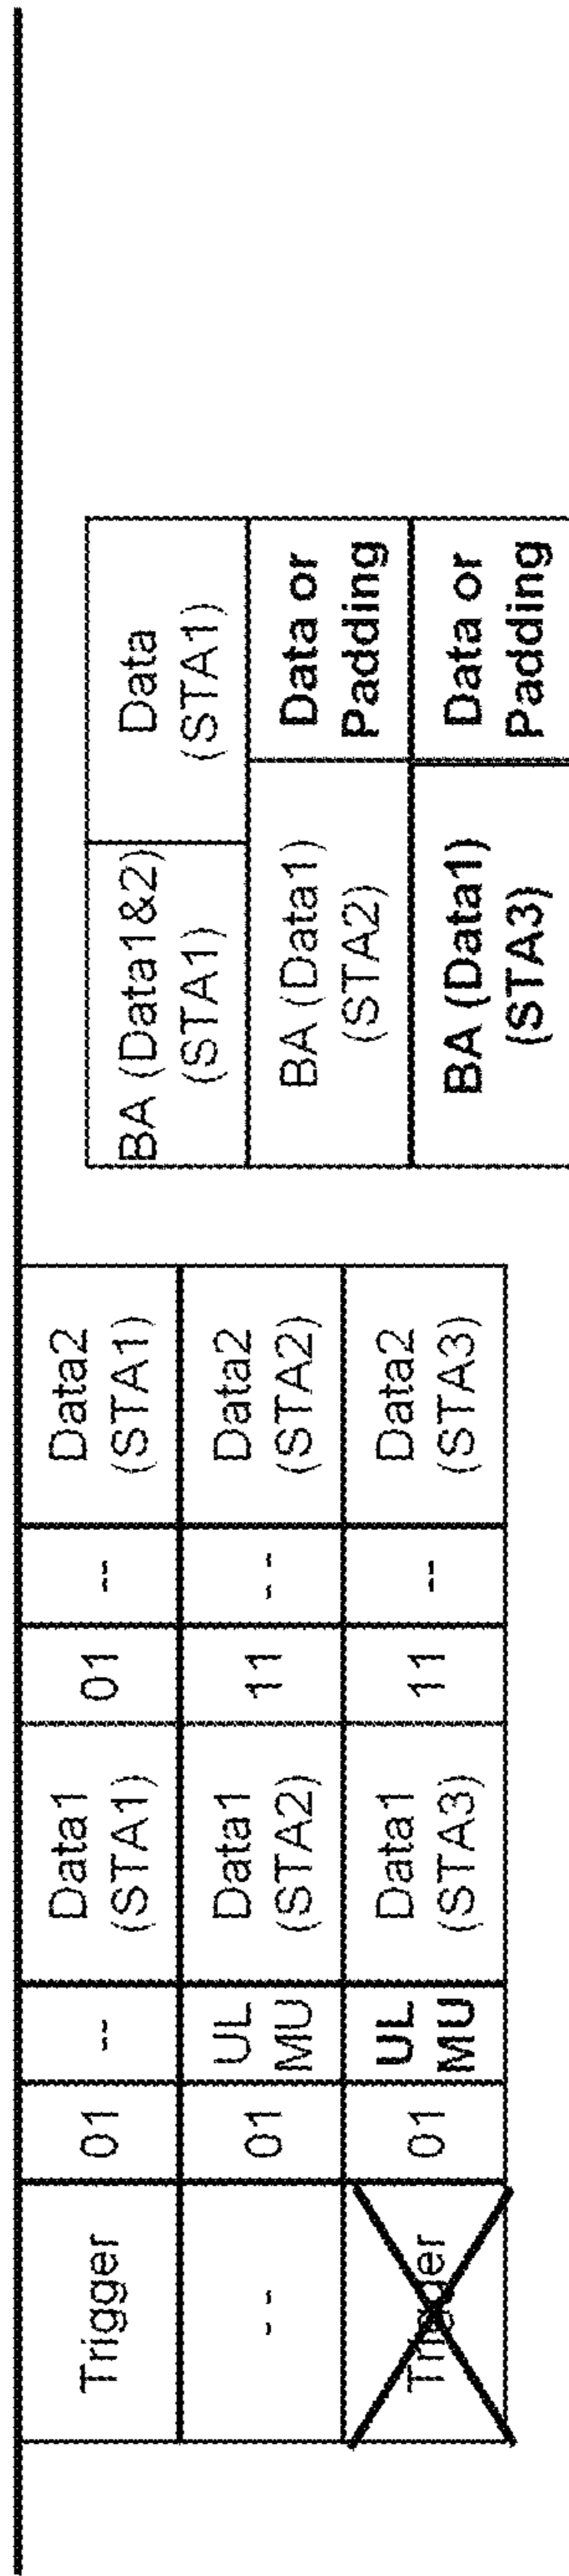 Trigger
01
--
Data1
(STA1)
01
--
Data2
(STA1)
--
01
UL
MU
Data1
(STA2)
11
--
Data2
(STA2)
Trigger
01
UL
MU
Data1
(STA3)
11
--
Data2
(STA3)
BA (Data1&2)
(STA1)
Data
(STA1)
BA (Data1)
(STA2)
Data or
Padding
BA (Data1)
(STA3)
Data or
Padding